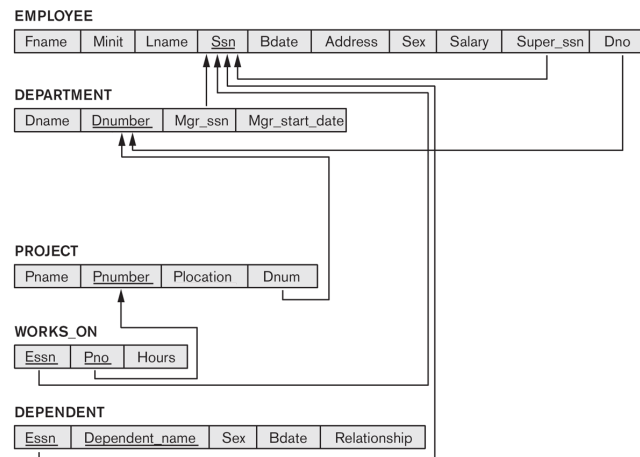 EMPLOYEE
Fname Minit Lname Ssn Bdate Address Sex Salary Super_ssn Dno
DEPARTMENT
Dname Dnumber Mgr_ssn Mgr_start_date
PROJECT
Pname Pnumber Plocation Dnum
WORKS_ON
Essn Pno Hours
DEPENDENT
Essn Dependent_name Sex Bdate Relationship